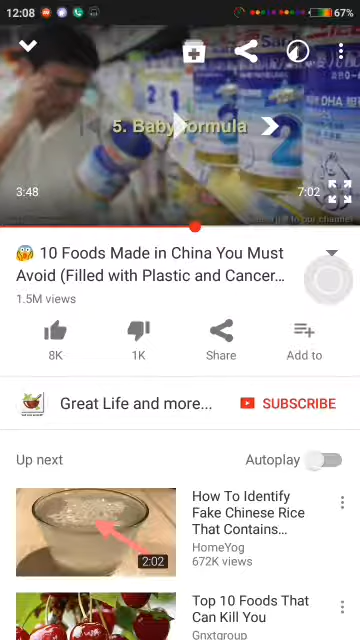 12:08
67%
5. Baby formula
3:48
7:02
😱 10 Foods Made in China You Must
Avoid (Filled with Plastic and Cancer...
1.5M views
8K
1K
Share
Add to
Great Life and more...
SUBSCRIBE
Up next
Autoplay
How To Identify
Fake Chinese Rice
That Contains...
HomeYog
672K views
2:02
Top 10 Foods That
Can Kill You
Gnxtgroup